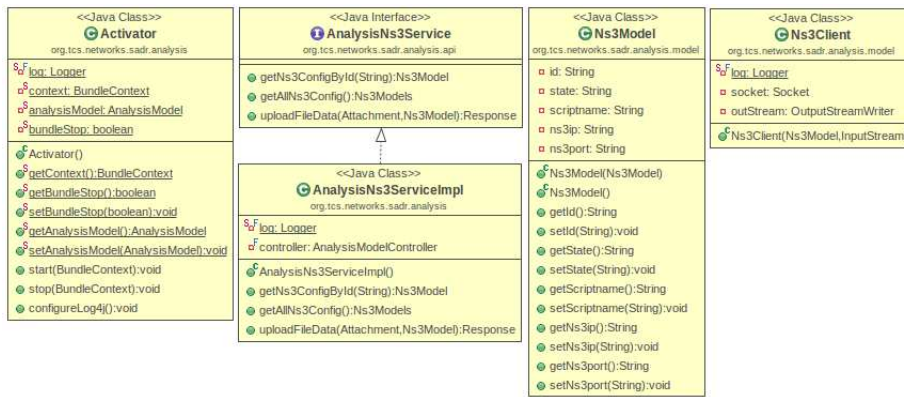 <<Java Class>>
Activator
org.tcs.networks.sadr.analysis
log: Logger
context: BundleContext
analysisModel: AnalysisModel
bundleStop: boolean
Activator()
getContext():BundleContext
getBundleStop():boolean
setBundleStop(boolean):void
getAnalysisModel():AnalysisModel
setAnalysisModel(AnalysisModel):void
start(BundleContext):void
stop(BundleContext):void
configureLog4j():void
<<Java Interface>>
AnalysisNs3Service
org.tcs.networks.sadr.analysis.api
getNs3ConfigById(String):Ns3Model
getAllNs3Config():Ns3Models
uploadFileData(Attachment,Ns3Model):Response
<<Java Class>>
AnalysisNs3ServiceImpl
org.tcs.networks.sadr.analysis
log: Logger
controller: AnalysisModelController
AnalysisNs3ServiceImpl()
getNs3ConfigById(String):Ns3Model
getAllNs3Config():Ns3Models
uploadFileData(Attachment,Ns3Model):Response
<<Java Class>>
Ns3Model
org.tcs.networks.sadr.analysis.model
id: String
state: String
scriptname: String
ns3ip: String
ns3port: String
Ns3Model(Ns3Model)
Ns3Model()
getId():String
setId(String):void
getState():String
setState(String):void
getScriptname():String
setScriptname(String):void
getNs3ip():String
setNs3ip(String):void
getNs3port():String
setNs3port(String):void
<<Java Class>>
Ns3Client
org.tcs.networks.sadr.analysis.model
log: Logger
socket: Socket
outStream: OutputStreamWriter
Ns3Client(Ns3Model,InputStream